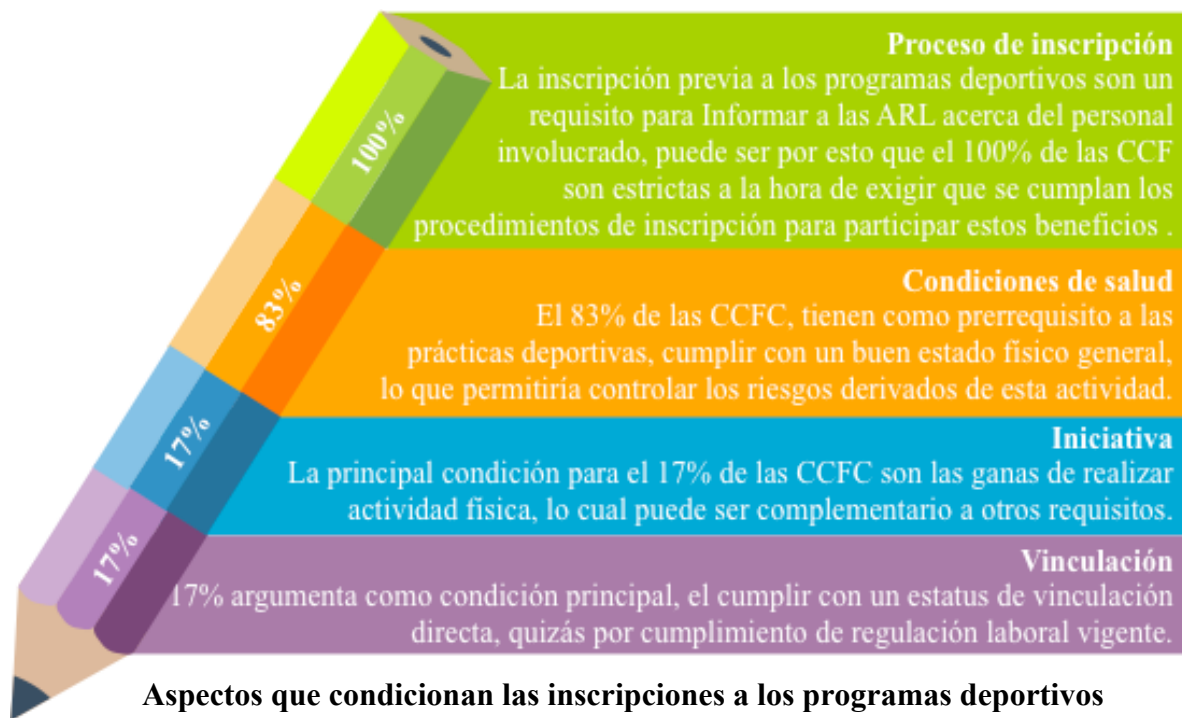 Proceso de inscripción
La inscripción previa a los programas deportivos son un
requisito para Informar a las ARL acerca del personal
involucrado, puede ser por esto que el 100% de las CCF
son estrictas a la hora de exigir que se cumplan los
procedimientos de inscripción para participar estos beneficios .
100%
Condiciones de salud
El 83% de las CCFC, tienen como prerrequisito a las
prácticas deportivas, cumplir con un buen estado físico general,
lo que permitiría controlar los riesgos derivados de esta actividad.
83%
Iniciativa
La principal condición para el 17% de las CCFC son las ganas de realizar
actividad física, lo cual puede ser complementario a otros requisitos.
17%
Vinculación
17% argumenta como condición principal, el cumplir con un estatus de vinculación
directa, quizás por cumplimiento de regulación laboral vigente.
17%
Aspectos que condicionan las inscripciones a los programas deportivos